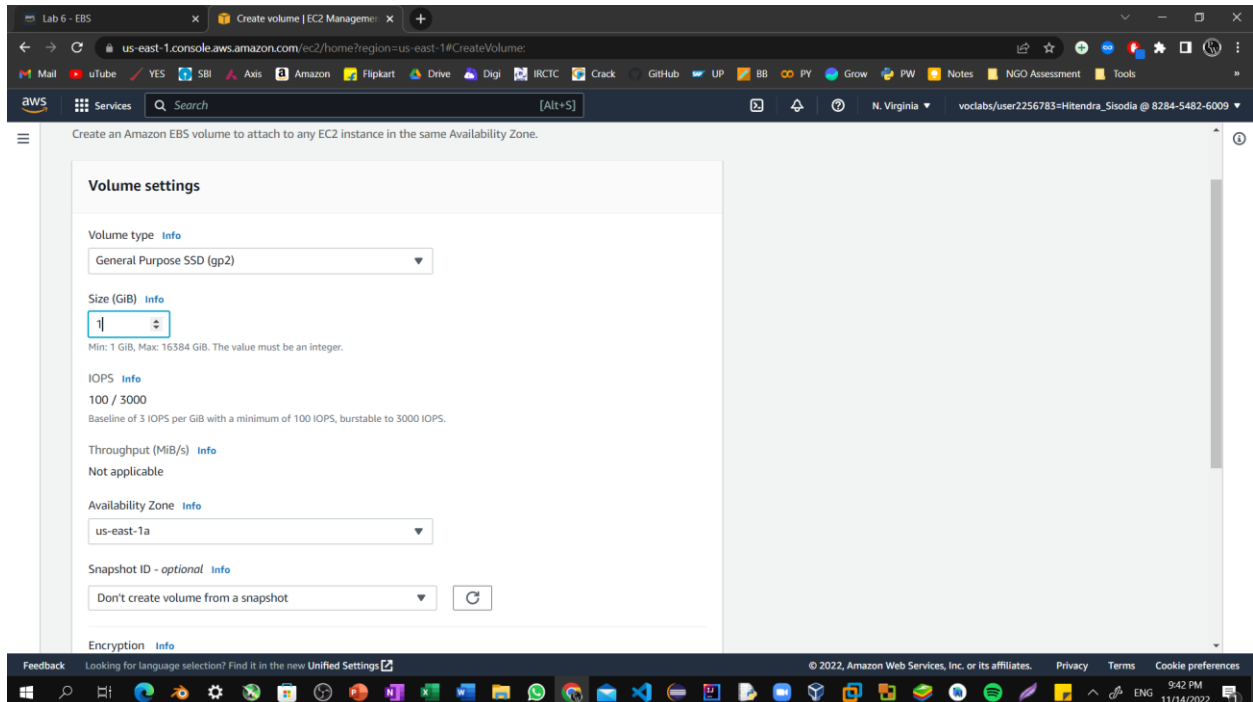 Lab 6 - EBS
Create volume | EC2 Managemen
us-east-1.console.aws.amazon.com/ec2/home?region=us-east-1#CreateVolume:
Mail uTube YES SBI Axis Amazon Flipkart Drive Digi IRCTC Crack GitHub UP BB PY Grow PW Notes NGO Assessment Tools »
aws Services Search [Alt+S] N. Virginia ▼ voclabs/user2256783=Hitendra_Sisodia @ 8284-5482-6009 ▼
Create an Amazon EBS volume to attach to any EC2 instance in the same Availability Zone.
Volume settings
Volume type Info
General Purpose SSD (gp2)
Size (GiB) Info
1
Min: 1 GiB, Max: 16384 GiB. The value must be an integer.
IOPS Info
100 / 3000
Baseline of 3 IOPS per GiB with a minimum of 100 IOPS, burstable to 3000 IOPS.
Throughput (MiB/s) Info
Not applicable
Availability Zone Info
us-east-1a
Snapshot ID - optional Info
Don't create volume from a snapshot
Encryption Info
Feedback Looking for language selection? Find it in the new Unified Settings © 2022, Amazon Web Services, Inc. or its affiliates. Privacy Terms Cookie preferences
ENG 9:42 PM
11/14/2022